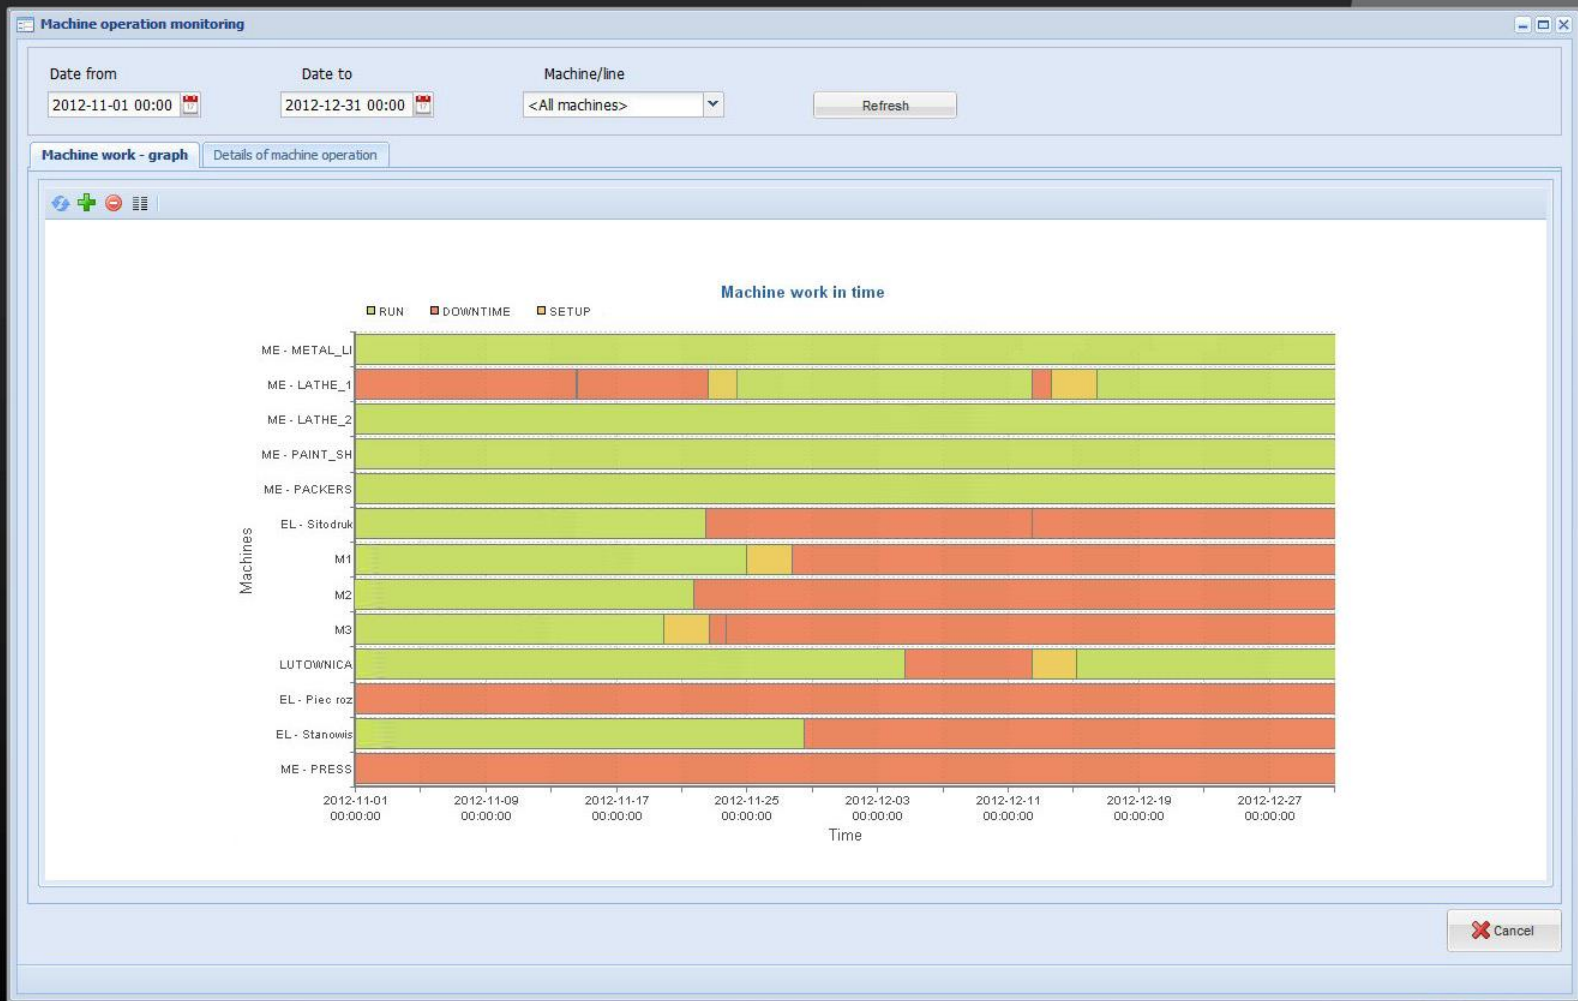 Machine operation monitoring
Date from Date to Machine/line
2012-11-01 00:00 2012-12-31 00:00 <All machines> Refresh
Machine work - graph Details of machine operation
Machine work in time
RUN DOWNTIME SETUP
ME - METAL_LI
ME - LATHE_1
ME - LATHE_2
ME - PAINT_SH
ME - PACKERS
EL - Sitodruk
M1
M2
M3
LUTOWNICA
EL - Piec roz
EL - Stanowis
ME - PRESS
Machines
2012-11-01 2012-11-09 2012-11-17 2012-11-25 2012-12-03 2012-12-11 2012-12-19 2012-12-27
00:00:00 00:00:00 00:00:00 00:00:00 00:00:00 00:00:00 00:00:00 00:00:00
Time
Cancel